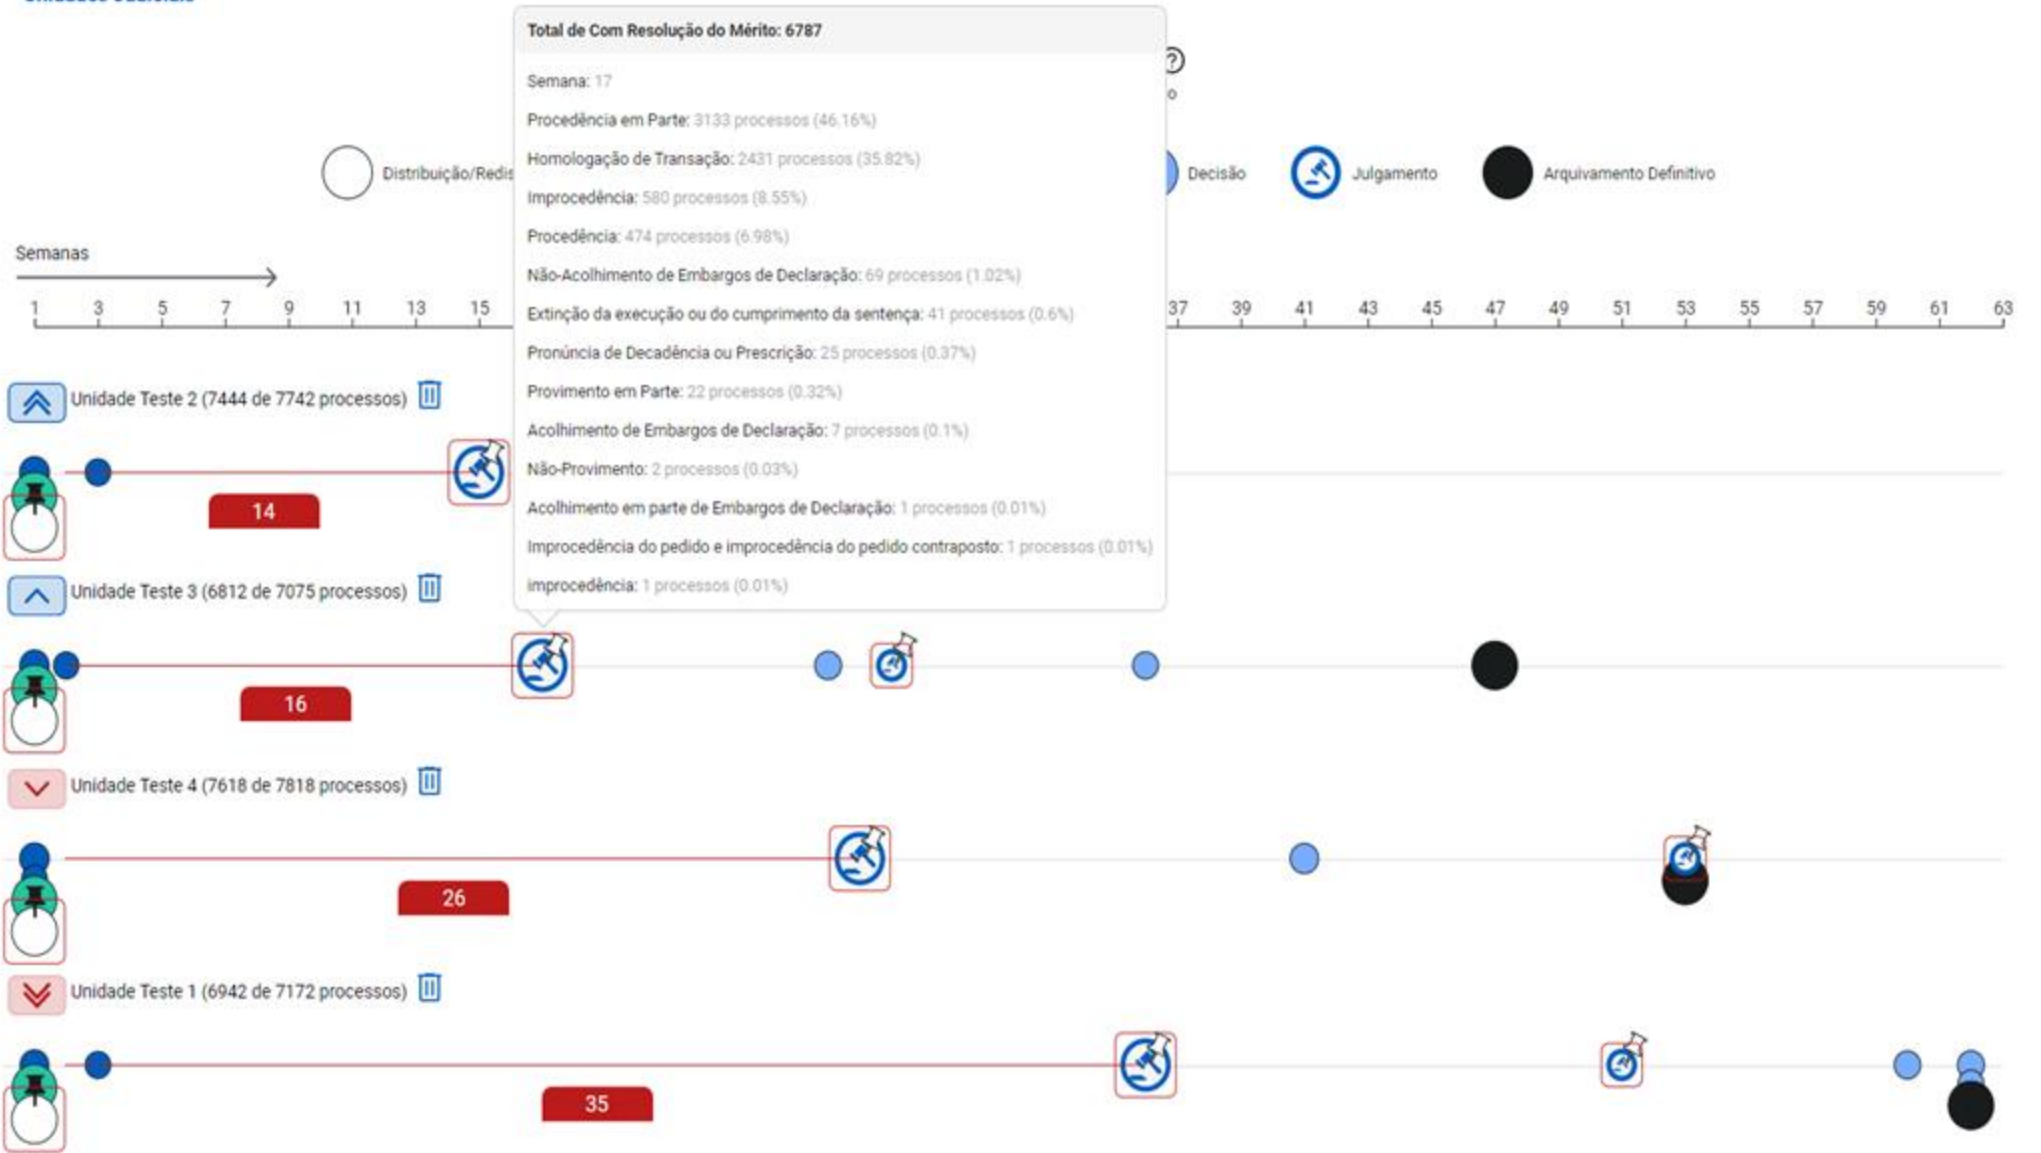 Total de Com Resolução do Mérito: 6787
Semana: 17
Procedência em Parte: 3133 processos (46.16%)
Homologação de Transação: 2431 processos (35.82%)
Improcedência: 580 processos (8.55%)
Procedência: 474 processos (6.98%)
Não-Acolhimento de Embargos de Declaração: 69 processos (1.02%)
Extinção da execução ou do cumprimento da sentença: 41 processos (0.6%)
Pronúncia de Decadência ou Prescrição: 25 processos (0.37%)
Provimento em Parte: 22 processos (0.32%)
Acolhimento de Embargos de Declaração: 7 processos (0.1%)
Não-Provimento: 2 processos (0.03%)
Acolhimento em parte de Embargos de Declaração: 1 processos (0.01%)
Improcedência do pedido e improcedência do pedido contraposto: 1 processos (0.01%)
improcedência: 1 processos (0.01%)
?
o
Distribuição/Redis
Decisão
Julgamento
Arquivamento Definitivo
Semanas
1 3 5 7 9 11 13 15 37 39 41 43 45 47 49 51 53 55 57 59 61 63
Unidade Teste 2 (7444 de 7742 processos)
14
Unidade Teste 3 (6812 de 7075 processos)
16
Unidade Teste 4 (7618 de 7818 processos)
26
Unidade Teste 1 (6942 de 7172 processos)
35